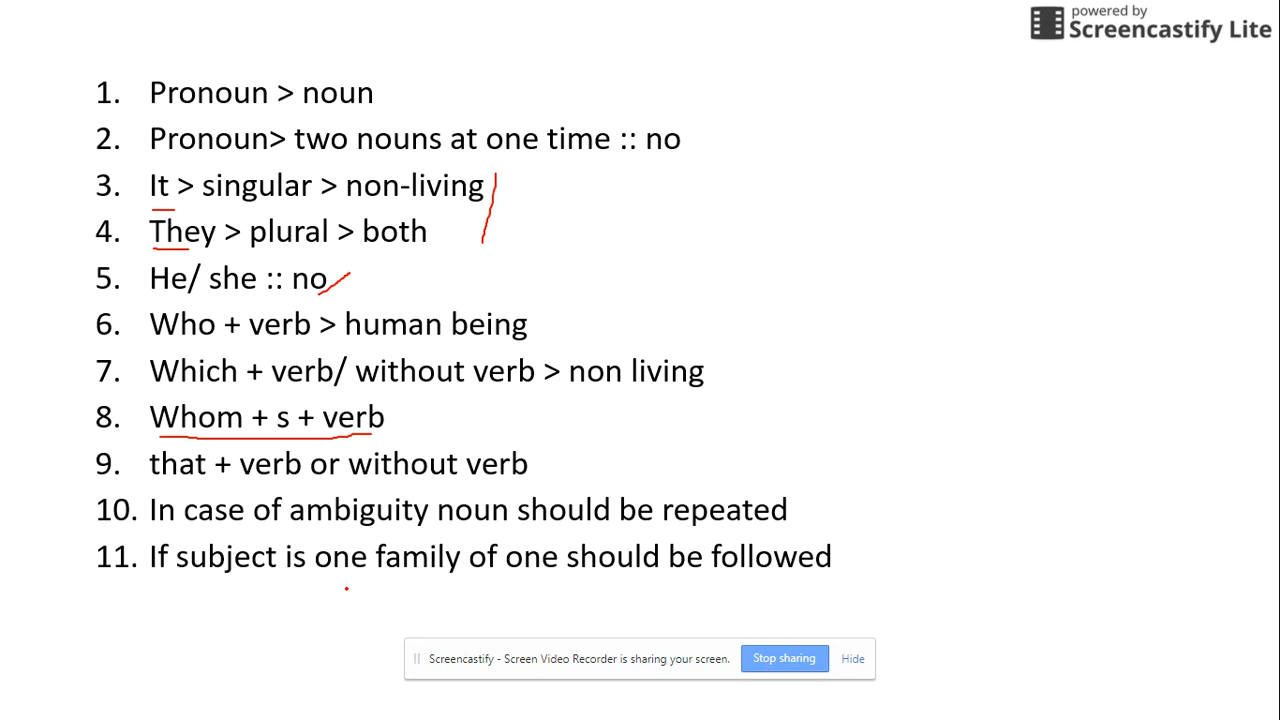 powered by
Screencastify Lite
1. Pronoun > noun
2. Pronoun> two nouns at one time :: no
3. It > singular > non-living
4. They > plural > both
5. He/ she :: no
6. Who + verb > human being
7. Which + verb/ without verb > non living
8. Whom + s + verb
9. that + verb or without verb
10. In case of ambiguity noun should be repeated
11. If subject is one family of one should be followed
Screencastify - Screen Video Recorder is sharing your screen. Stop sharing Hide